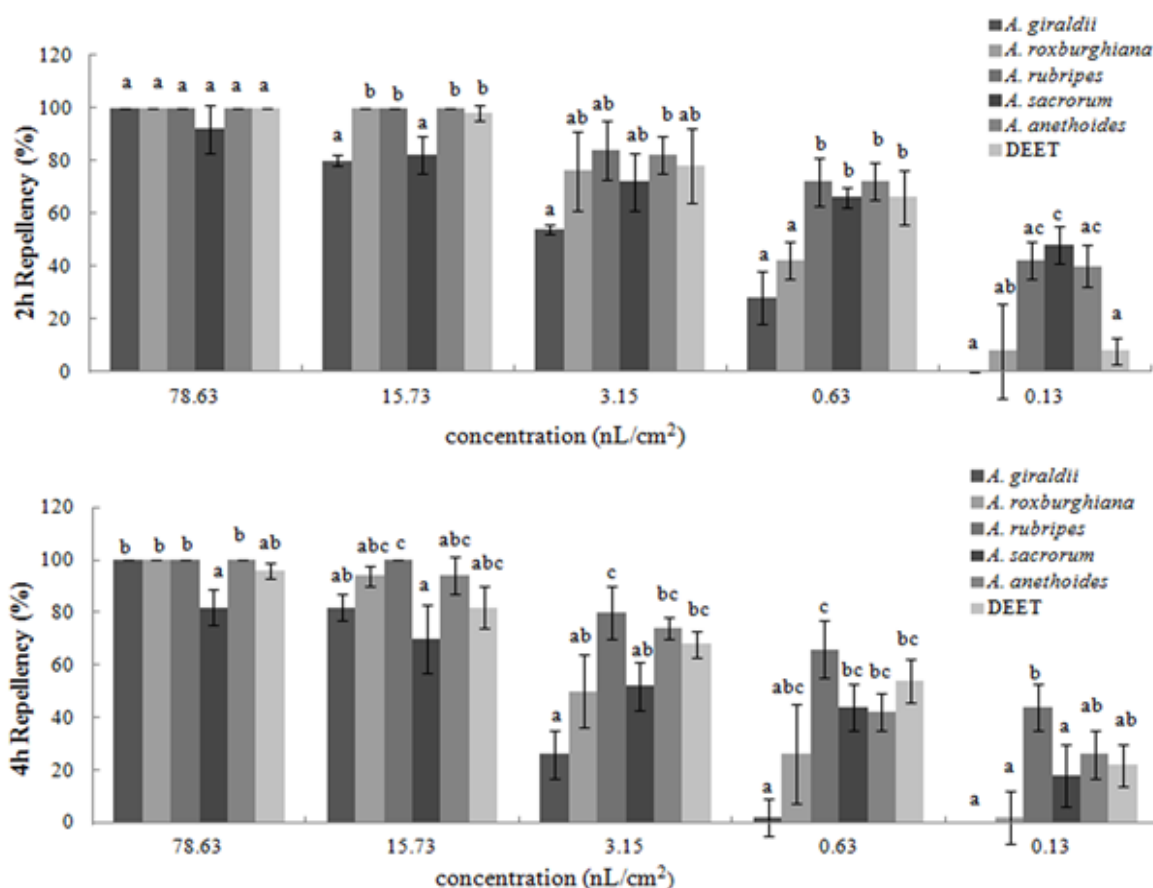 A. giraldii
A. roxburghiana
A. rubripes
A. sacrorum
A. anethoides
DEET
2h Repellency (%)
120
100
80
60
40
20
0
a a a a a a
a b b a b b
a ab ab ab b ab
a a b b b b
a ab ac c ac a
78.63 15.73 3.15 0.63 0.13
concentration (nL/cm²)
A. giraldii
A. roxburghiana
A. rubripes
A. sacrorum
A. anethoides
DEET
4h Repellency (%)
120
100
80
60
40
20
0
b b b a b ab
ab abc c a abc abc
a ab c ab bc bc
a abc c bc bc bc
a a b a ab ab
78.63 15.73 3.15 0.63 0.13
concentration (nL/cm²)